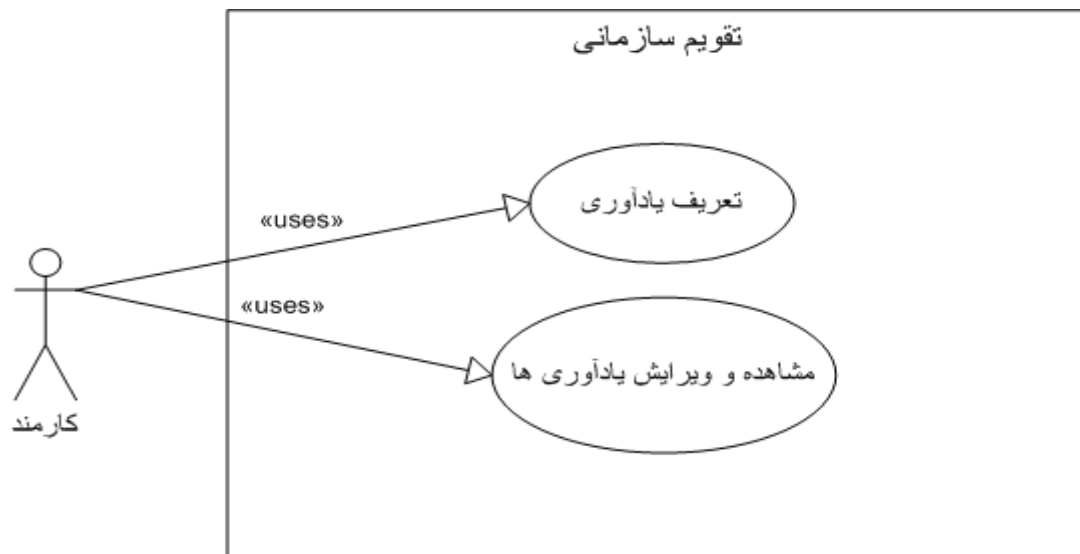 تقویم سازمانی
تعریف یادآوری
«uses»
«uses»
مشاهده و ویرایش یادآوری ها
کارمند